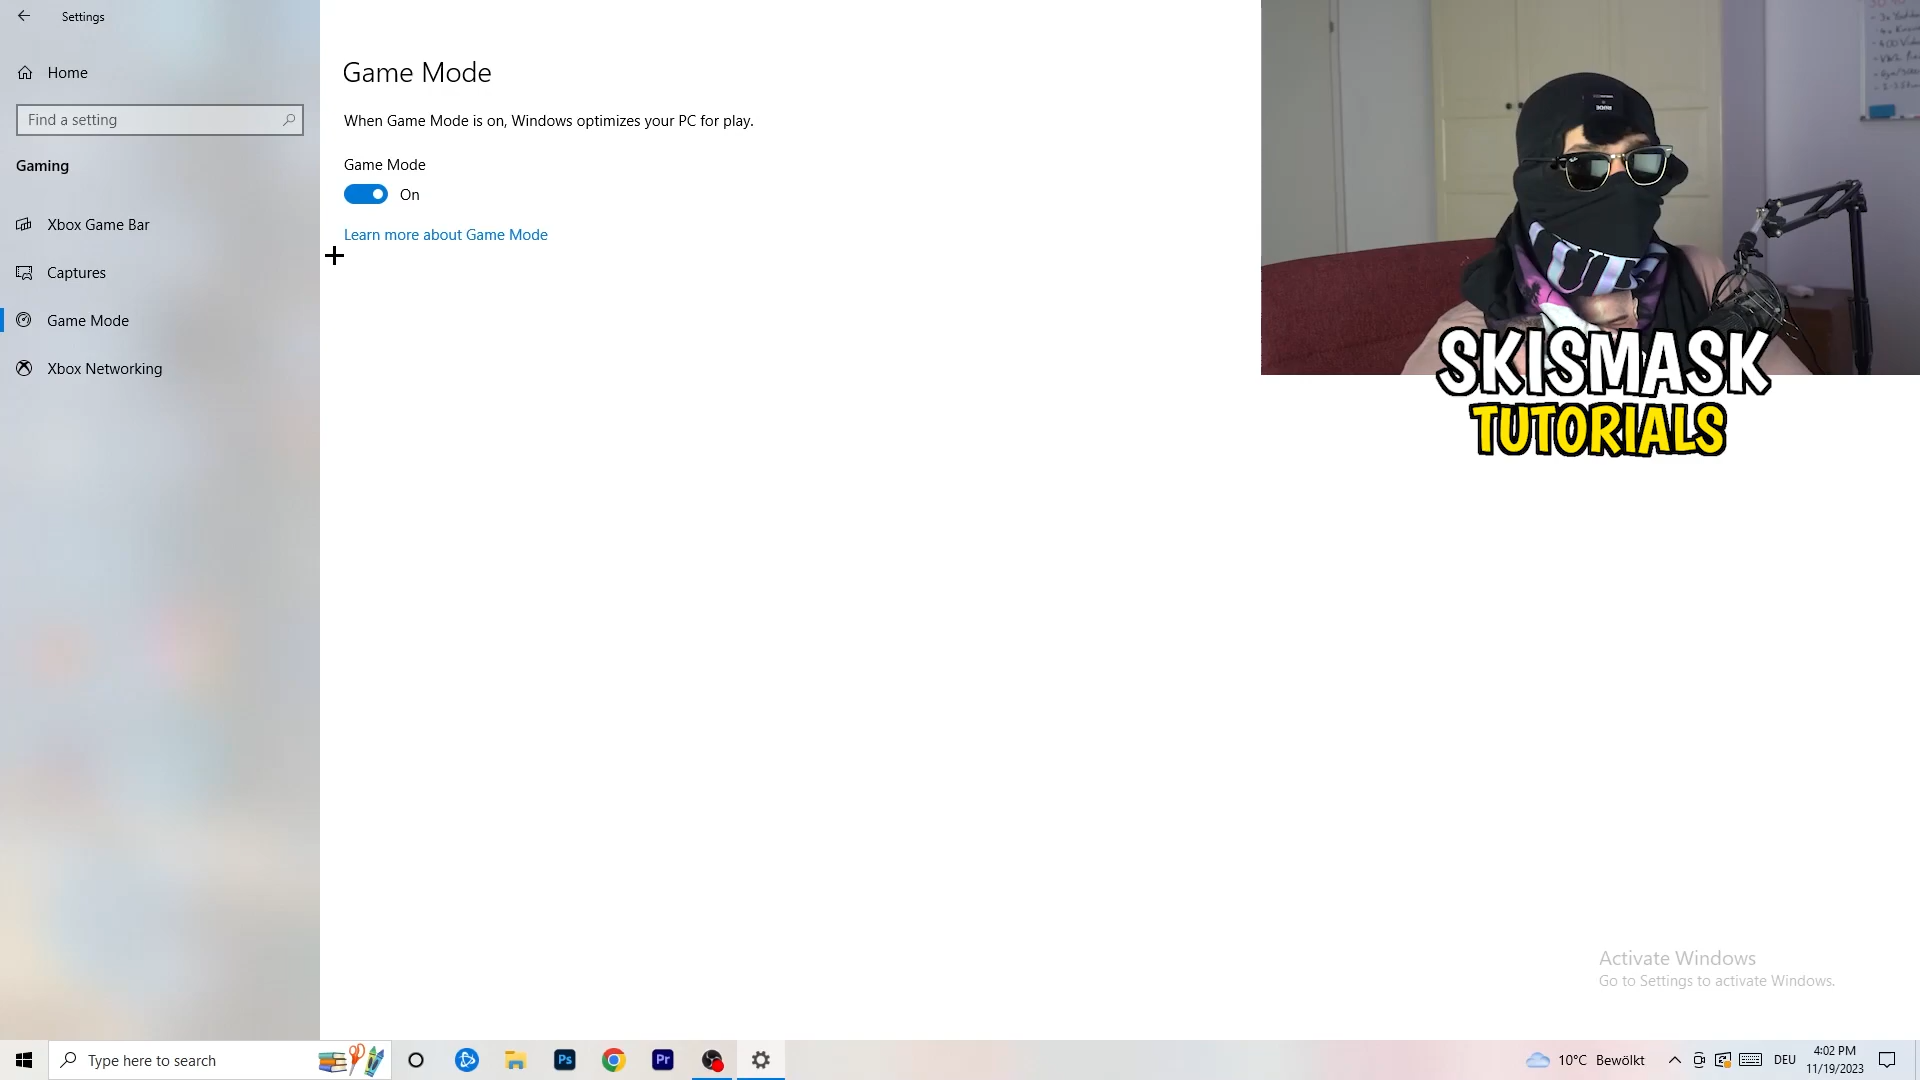 Settings
Home
Find a setting
Gaming
Xbox Game Bar
Captures
Game Mode
Xbox Networking
Game Mode
When Game Mode is on, Windows optimizes your PC for play.
Game Mode
On
Learn more about Game Mode
SKISMASK
TUTORIALS
Activate Windows
Go to Settings to activate Windows.
Type here to search
Ps
Pr
10°C Bewölkt
DEU
4:02 PM
11/19/2023